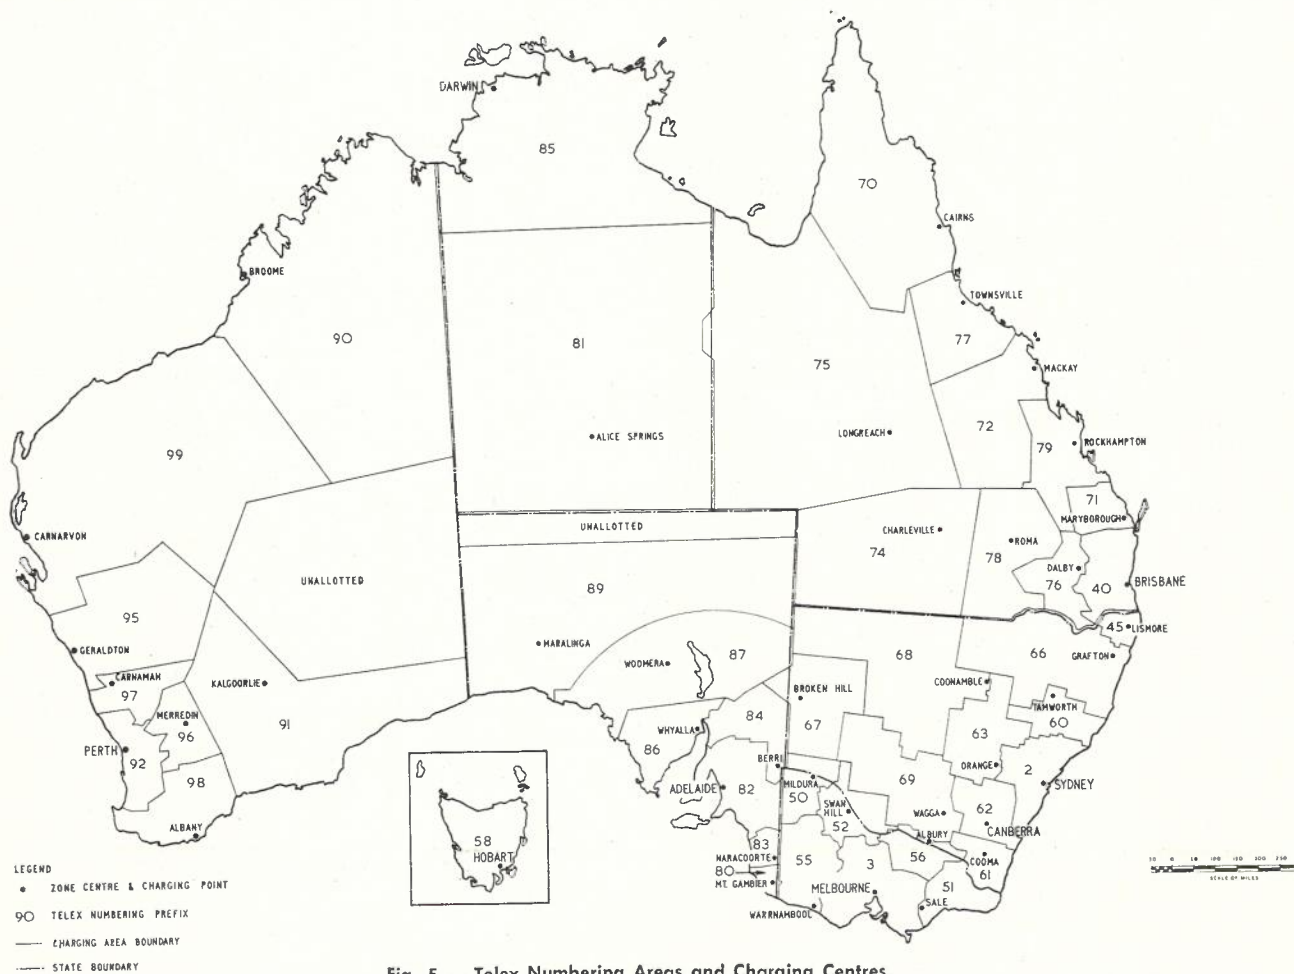 DARWIN
85
70
CAIRNS
BROOME
TOWNSVILLE
90
81
77
75
MACKAY
ALICE SPRINGS
LONGREACH
72
79
ROCKHAMPTON
99
71
MARYBOROUGH
UNALLOTTED
CHARLEVILLE
74
78
ROMA
CARNARVON
DALBY
76
40
BRISBANE
UNALLOTTED
89
95
45
LISMORE
GERALDTON
MARALINGA
WOOMERA
87
68
66
GRAFTON
CARNAMAH
97
KALGOORLIE
COONAMBLE
BROKEN HILL
67
TAMWORTH
60
MERREDIN
96
91
84
WHYALLA
86
63
PERTH
92
BERRI
ORANGE
2
SYDNEY
98
ADELAIDE
82
MILDURA
50
69
SWAN
HILL
52
WAGGA
62
CANBERRA
ALBANY
58
HOBART
ALBURY
83
NARACOORTE
55
3
56
COOMA
61
80
MT. GAMBIER
MELBOURNE
51
SALE
WARRNAMBOOL
SCALE OF MILES
LEGEND
ZONE CENTRE & CHARGING POINT
90 TELEX NUMBERING PREFIX
CHARGING AREA BOUNDARY
STATE BOUNDARY
Fig. 5. Telex Numbering Areas and Charging Centres